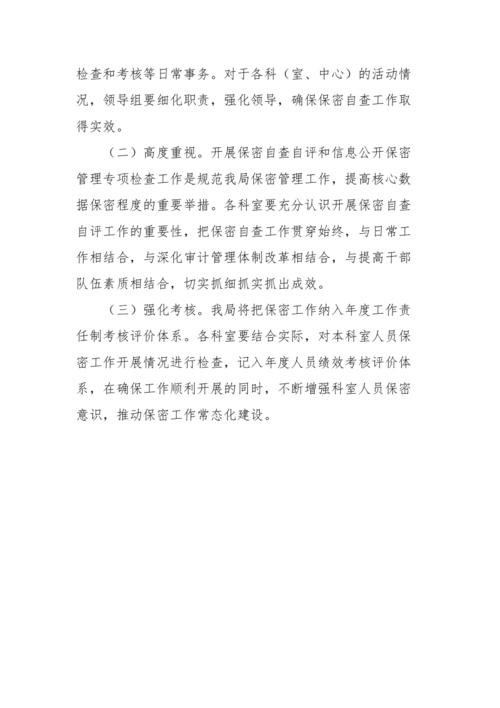 检查和考核等日常事务。对于各科（室、中心）的活动情
况，领导组要细化职责，强化领导，确保保密自查工作取
得实效。
（二）高度重视。开展保密自查自评和信息公开保密
管理专项检查工作是规范我局保密管理工作，提高核心数
据保密程度的重要举措。各科室要充分认识开展保密自查
自评工作的重要性，把保密自查工作贯穿始终，与日常工
作相结合，与深化审计管理体制改革相结合，与提高干部
队伍素质相结合，切实抓细抓实抓出成效。
（三）强化考核。我局将把保密工作纳入年度工作责
任制考核评价体系。各科室要结合实际，对本科室人员保
密工作开展情况进行检查，记入年度人员绩效考核评价体
系，在确保工作顺利开展的同时，不断增强科室人员保密
意识，推动保密工作常态化建设。